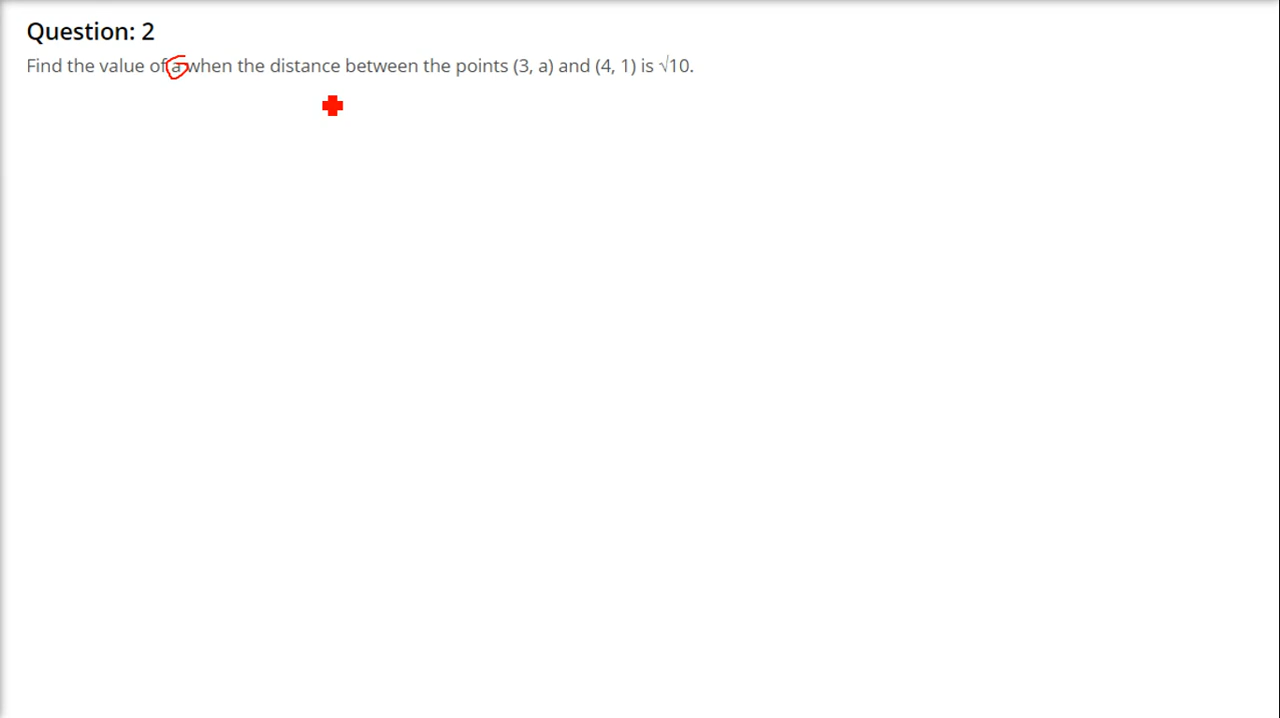 Question: 2
Find the value of a when the distance between the points (3, a) and (4, 1) is √10.